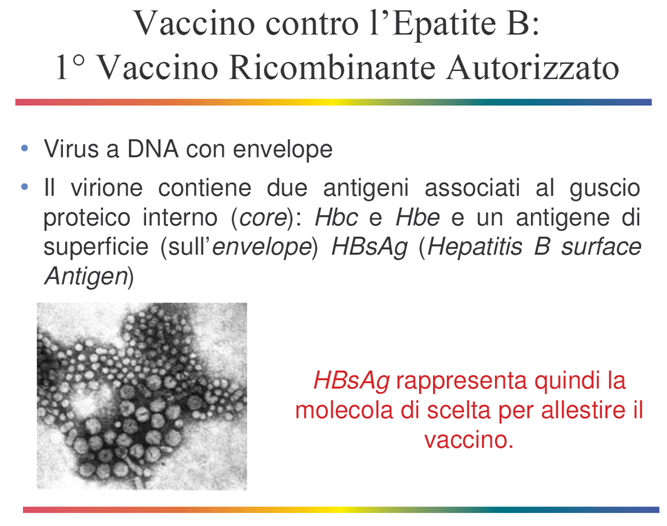 Vaccino contro l'Epatite B:
1° Vaccino Ricombinante Autorizzato
• Virus a DNA con envelope
• Il virione contiene due antigeni associati al guscio
proteico interno (core): Hbc e Hbe e un antigene di
superficie (sull'envelope) HBsAg (Hepatitis B surface
Antigen)
HBsAg rappresenta quindi la
molecola di scelta per allestire il
vaccino.